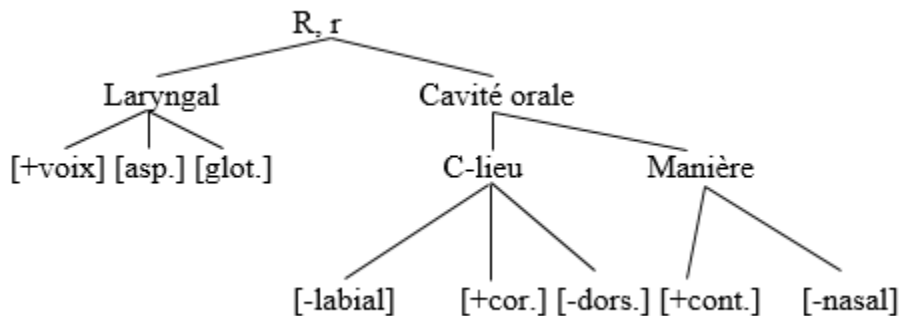 R, r
Laryngal Cavité orale
[+voix] [asp.] [glot.] C-lieu Manière
[-labial] [+cor.] [-dors.] [+cont.] [-nasal]